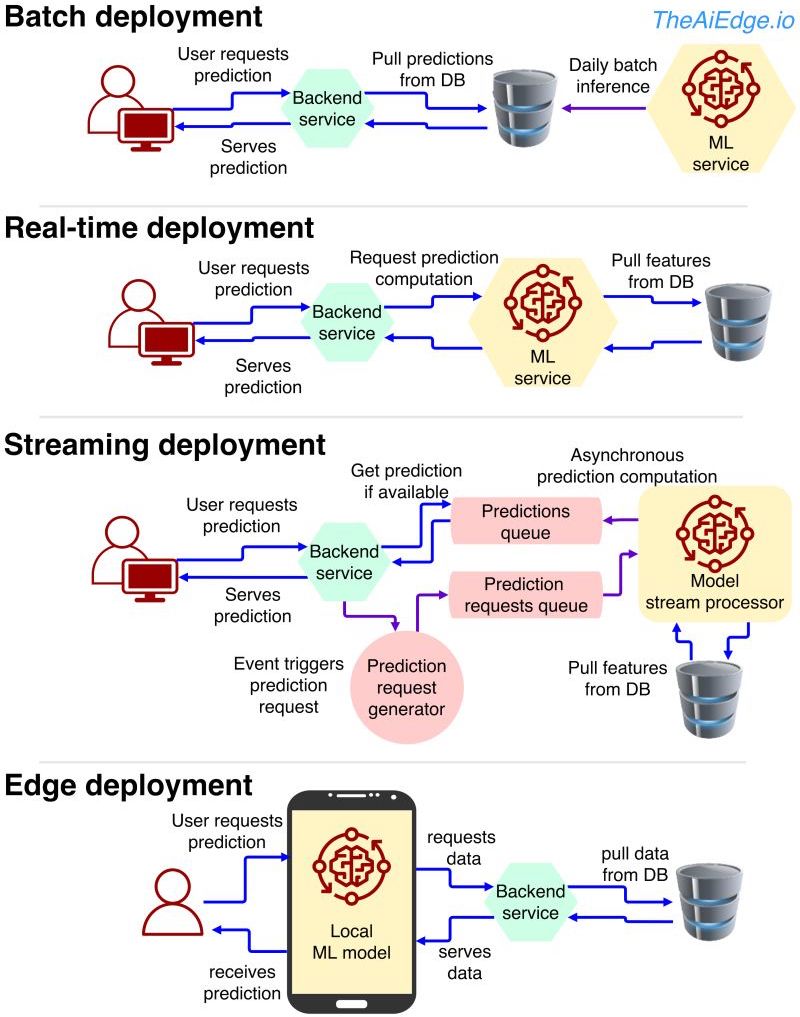 Batch deployment
TheAiEdge.io
User requests
prediction
Pull predictions
from DB
Daily batch
inference
Backend
service
ML
service
Serves
prediction
Real-time deployment
User requests
prediction
Request prediction
computation
Pull features
from DB
Backend
service
ML
service
Serves
prediction
Streaming deployment
Get prediction
if available
Asynchronous
prediction computation
User requests
prediction
Predictions
queue
Backend
service
Serves
prediction
Prediction
requests queue
Model
stream processor
Event triggers
prediction
request
Prediction
request
generator
Pull features
from DB
Edge deployment
User requests
prediction
requests
data
pull data
from DB
Backend
service
Local
ML model
receives
prediction
serves
data